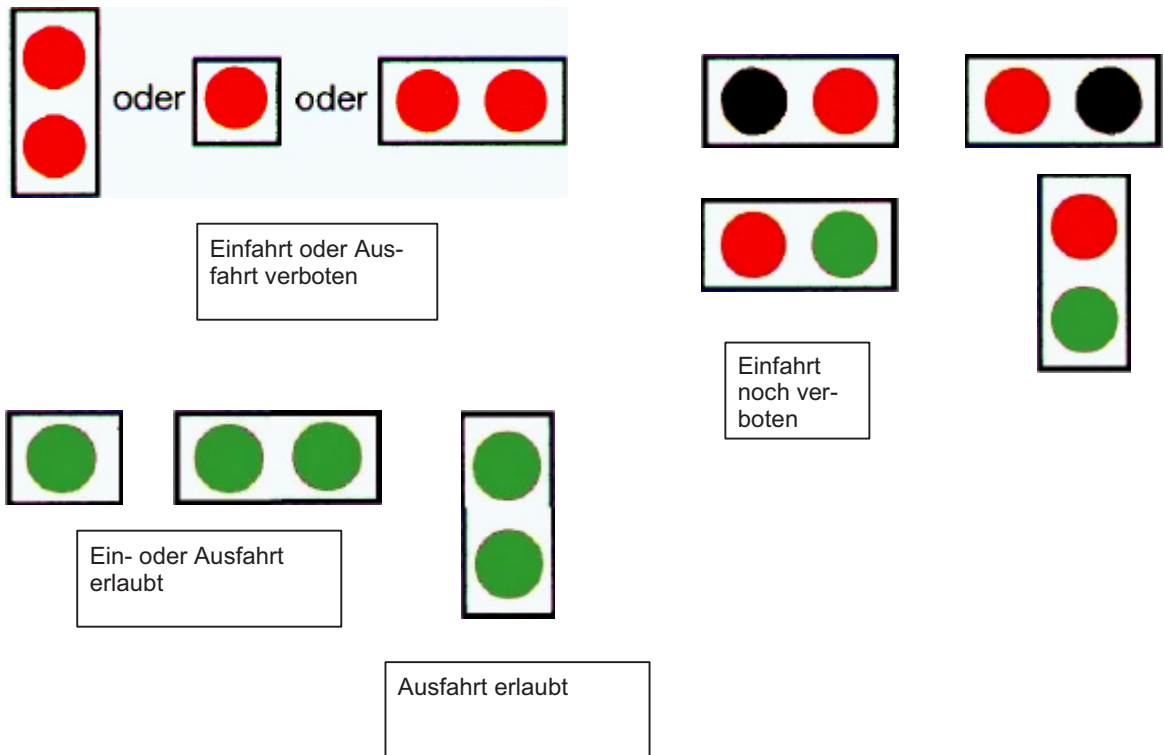 oder oder
Einfahrt oder Aus-
fahrt verboten
Einfahrt
noch ver-
boten
Ein- oder Ausfahrt
erlaubt
Ausfahrt erlaubt